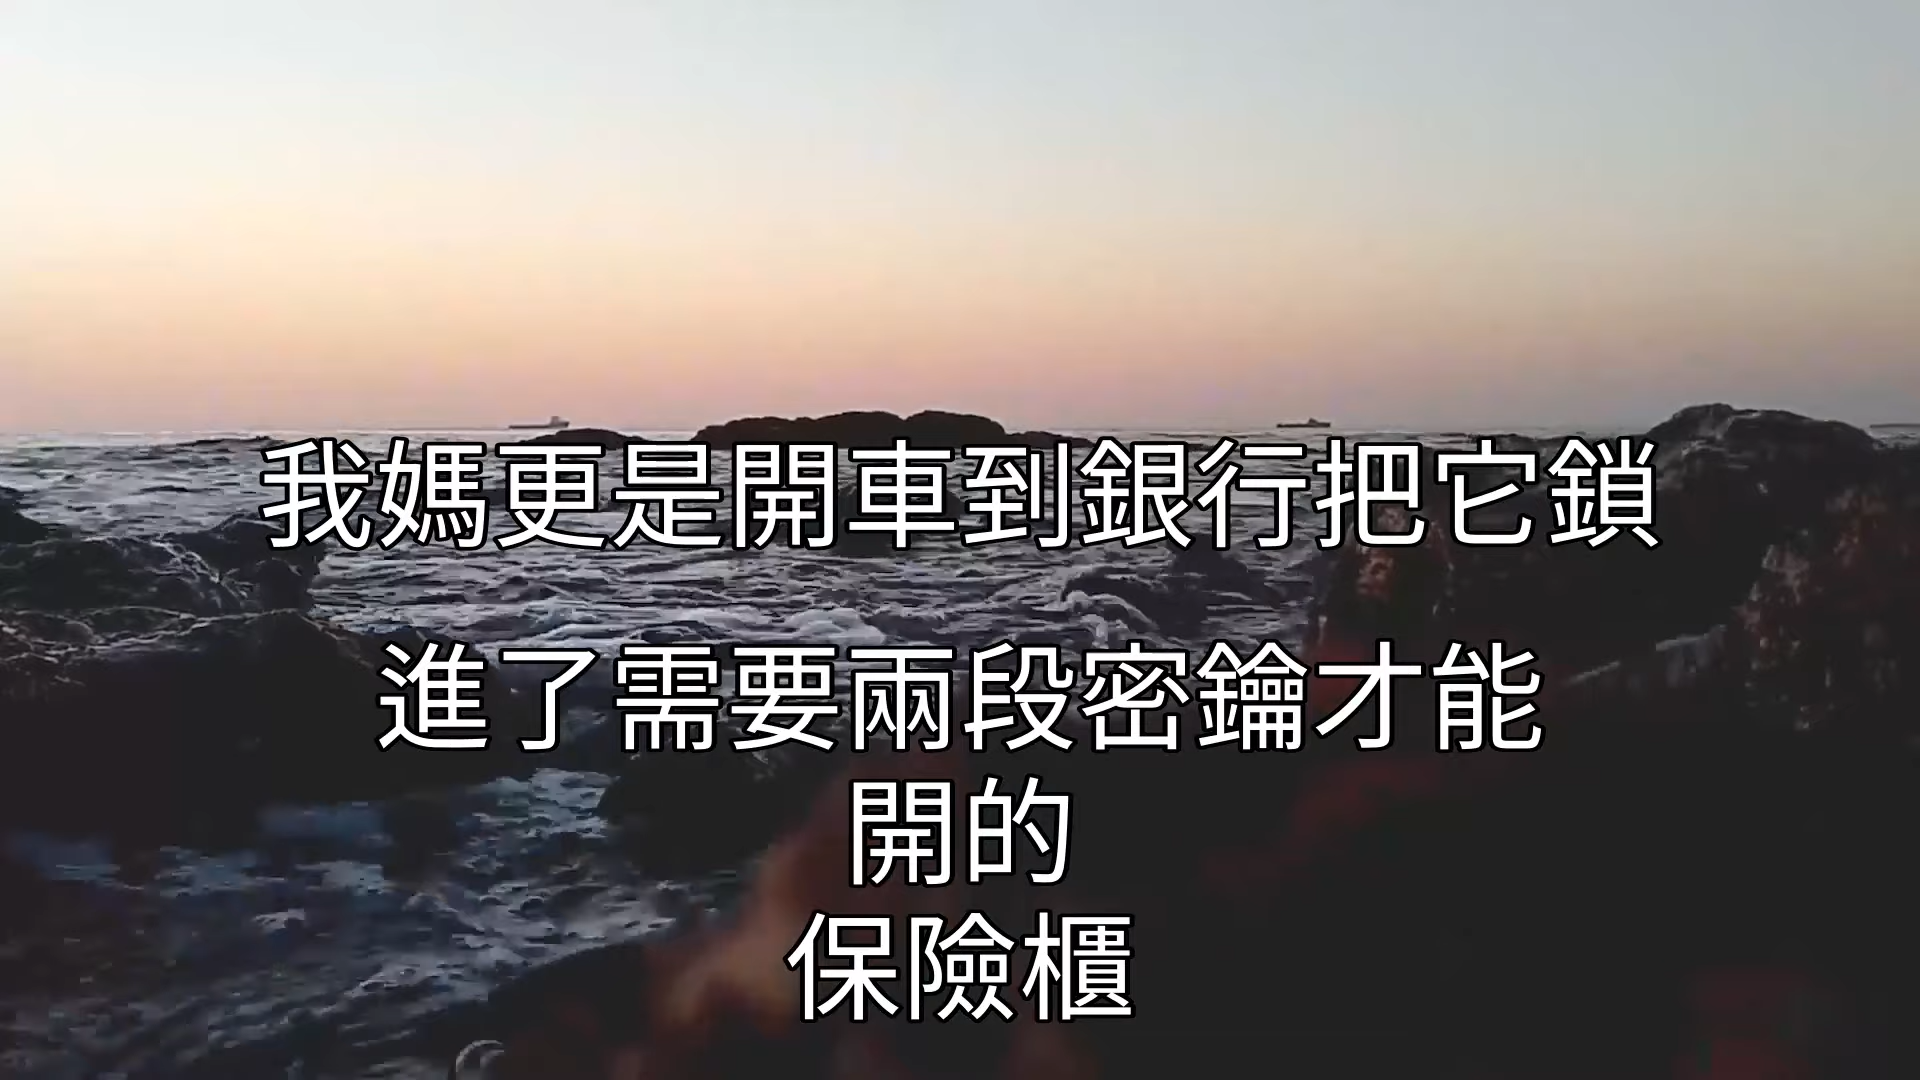 我媽更是開車到銀行把它鎖
進了需要兩段密鑰才能
開的
保險櫃